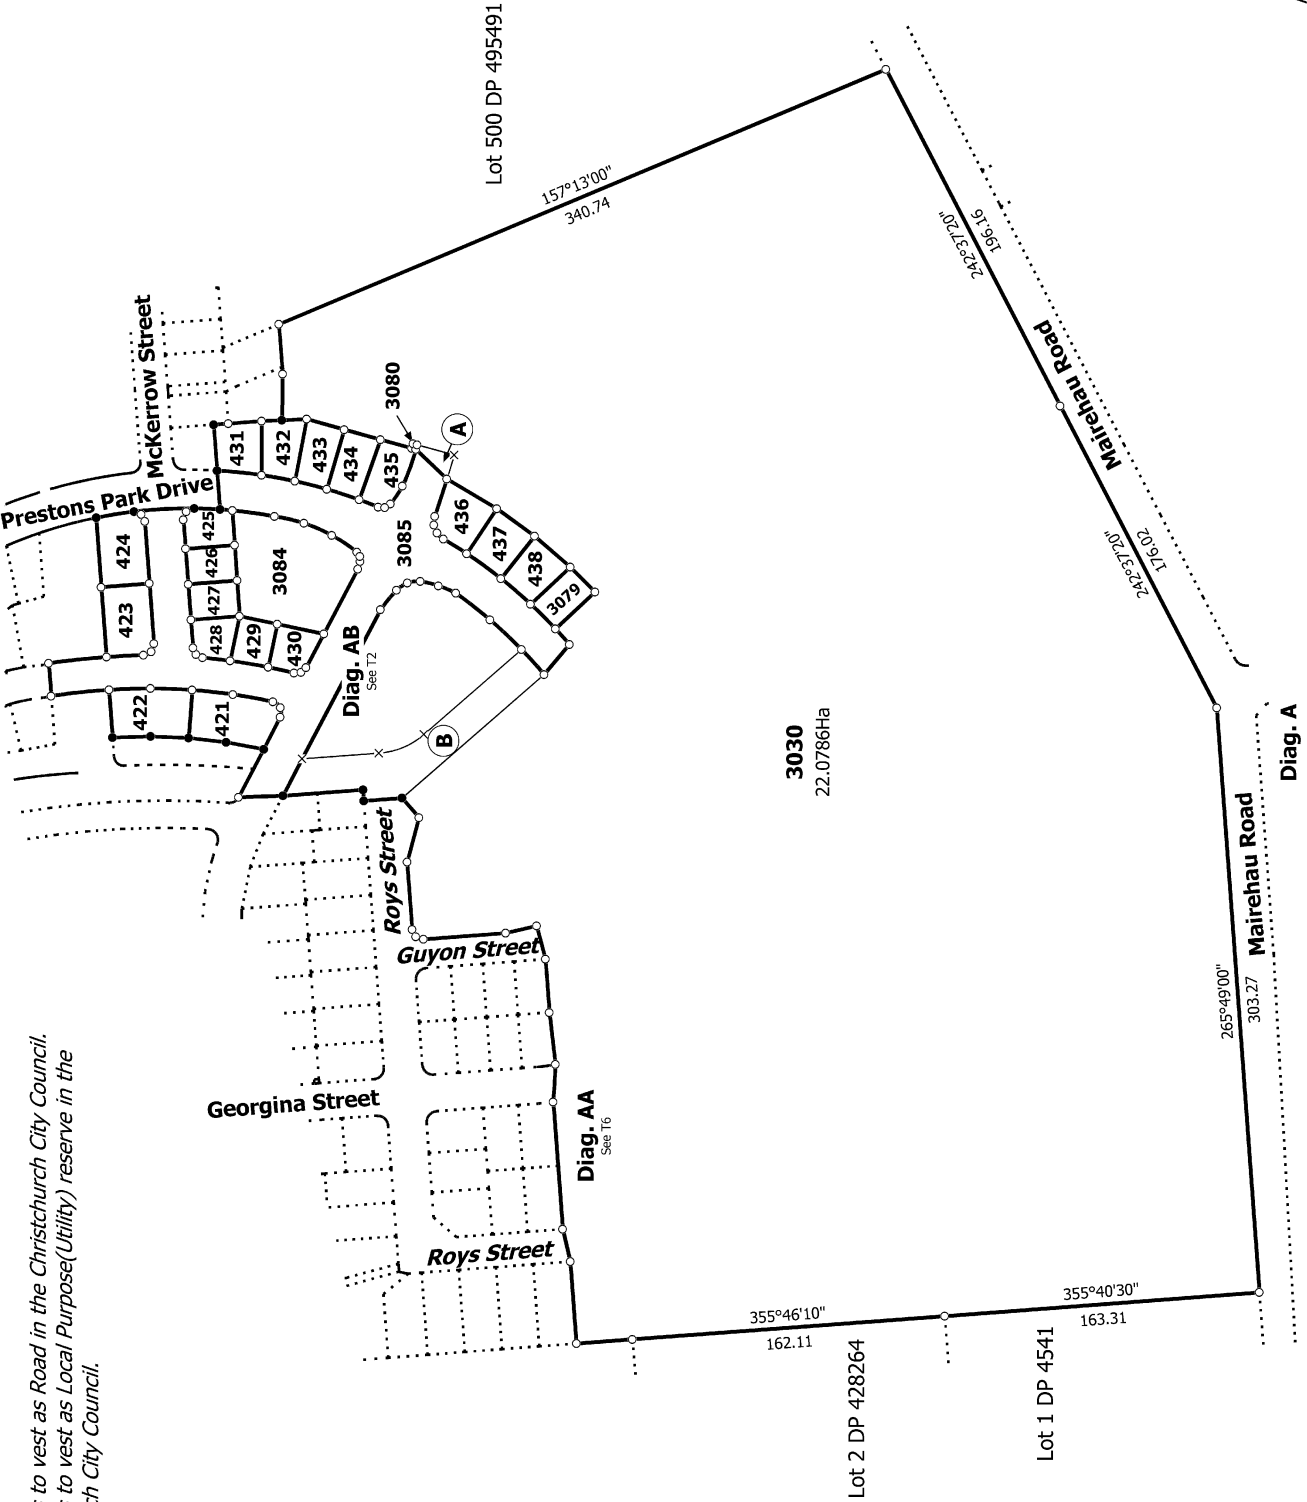 Lot 500 DP 495491
157°13'00"
340.74
242°37'20"
196.16
Mairehau Road
242°37'20"
176.02
McKerrow Street
Prestons Park Drive
3080
A
431
432
433
434
435
436
437
438
3079
3085
3084
424
423
425
426
427
428
429
430
422
421
Diag. AB
See T2
B
3030
22.0786Ha
Diag. A
Mairehau Road
265°49'00"
303.27
Roys Street
Guyon Street
Georgina Street
Diag. AA
See T6
Roys Street
355°46'10"
162.11
355°40'30"
163.31
Lot 2 DP 428264
Lot 1 DP 4541
to vest as Road in the Christchurch City Council.
to vest as Local Purpose(Utility) reserve in the
ch City Council.